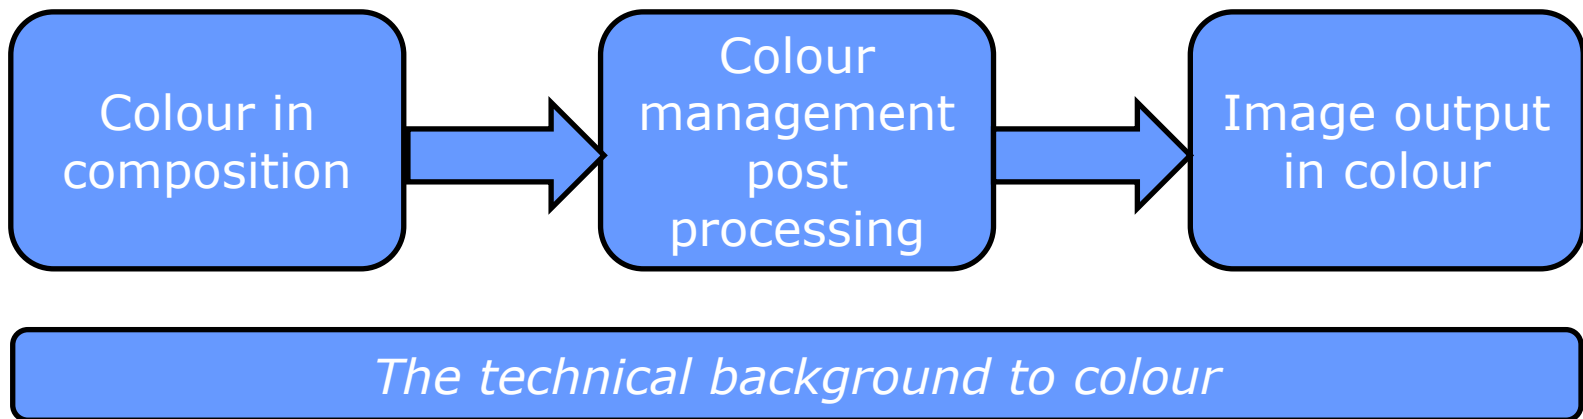 Colour in
composition
Colour
management
post
processing
Image output
in colour
The technical background to colour